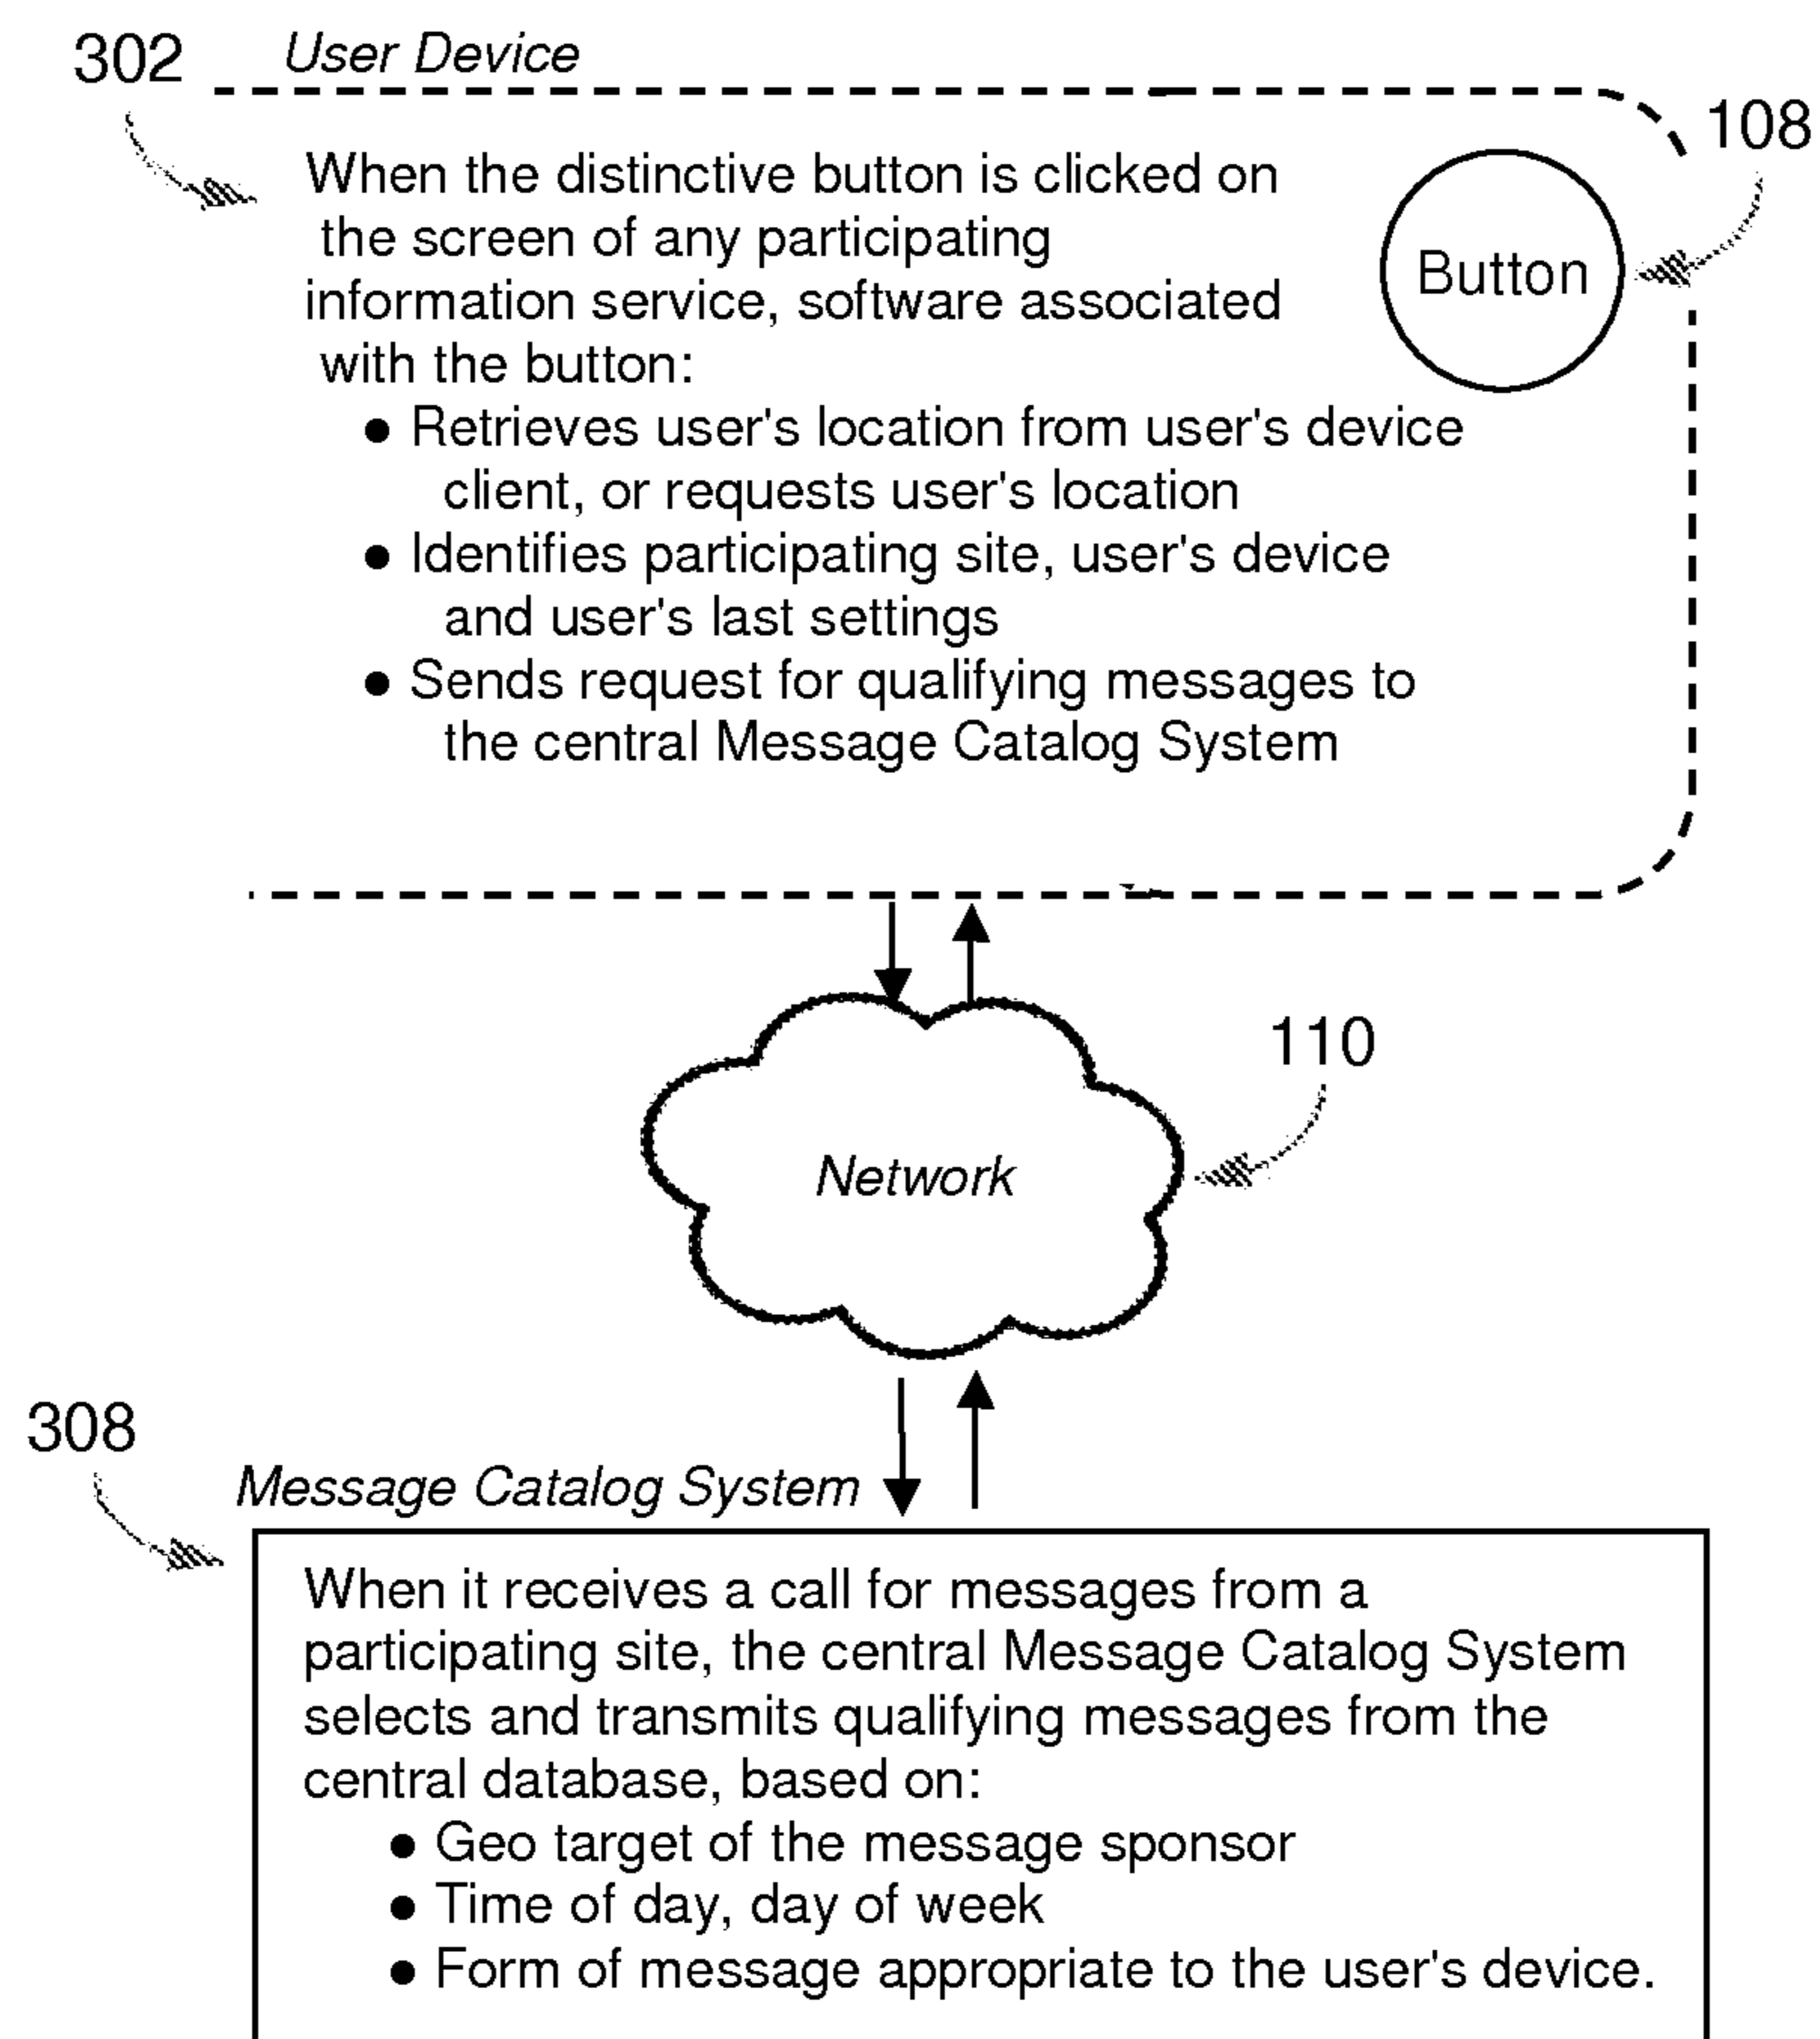 302
User Device
108
When the distinctive button is clicked on
the screen of any participating
information service, software associated
with the button:
Button
● Retrieves user's location from user's device
client, or requests user's location
● Identifies participating site, user's device
and user's last settings
● Sends request for qualifying messages to
the central Message Catalog System
110
Network
308
Message Catalog System
When it receives a call for messages from a
participating site, the central Message Catalog System
selects and transmits qualifying messages from the
central database, based on:
● Geo target of the message sponsor
● Time of day, day of week
● Form of message appropriate to the user's device.